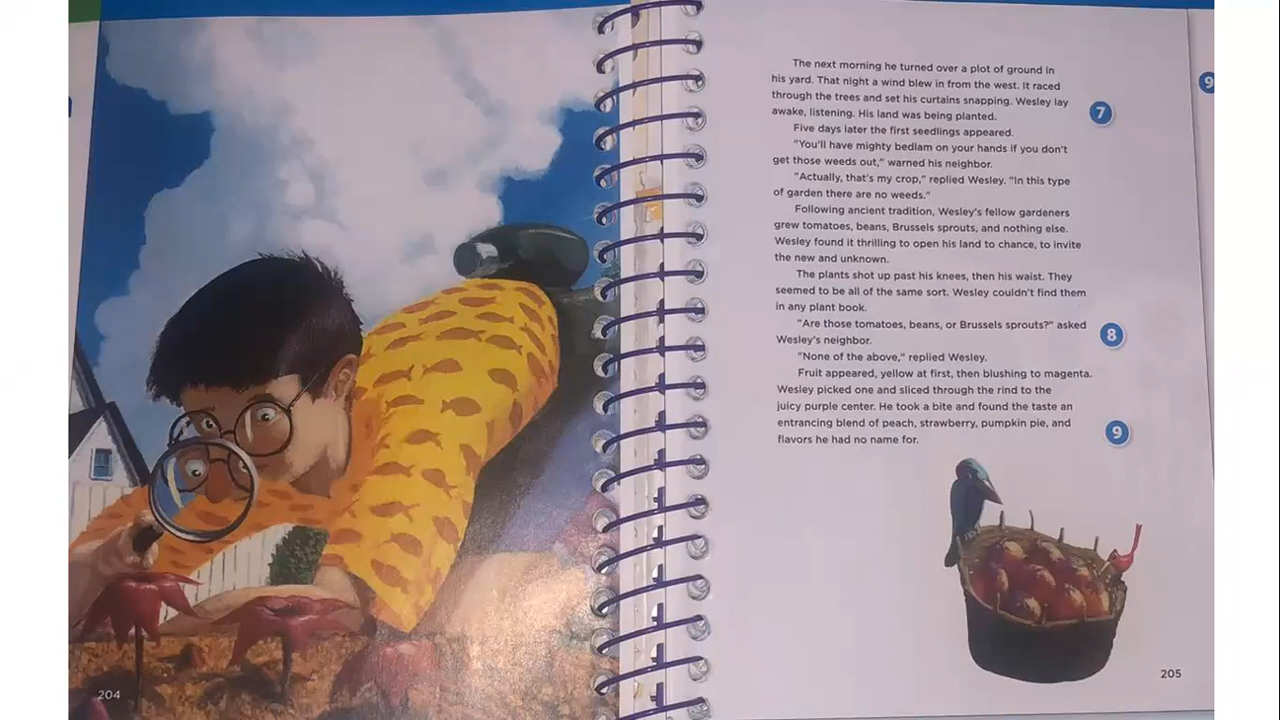 The next morning he turned over a plot of ground in
his yard. That night a wind blew in from the west. It raced
through the trees and set his curtains snapping. Wesley lay
awake, listening. His land was being planted.
7
Five days later the first seedlings appeared.
"You'll have mighty bedlam on your hands if you don't
get those weeds out," warned his neighbor.
"Actually, that's my crop," replied Wesley. "In this type
of garden there are no weeds."
Following ancient tradition, Wesley's fellow gardeners
grew tomatoes, beans, Brussels sprouts, and nothing else.
Wesley found it thrilling to open his land to chance, to invite
the new and unknown.
The plants shot up past his knees, then his waist. They
seemed to be all of the same sort. Wesley couldn't find them
in any plant book.
"Are those tomatoes, beans, or Brussels sprouts?" asked
Wesley's neighbor.
8
"None of the above," replied Wesley.
Fruit appeared, yellow at first, then blushing to magenta.
Wesley picked one and sliced through the rind to the
juicy purple center. He took a bite and found the taste an
entrancing blend of peach, strawberry, pumpkin pie, and
flavors he had no name for.
9
204
205
9